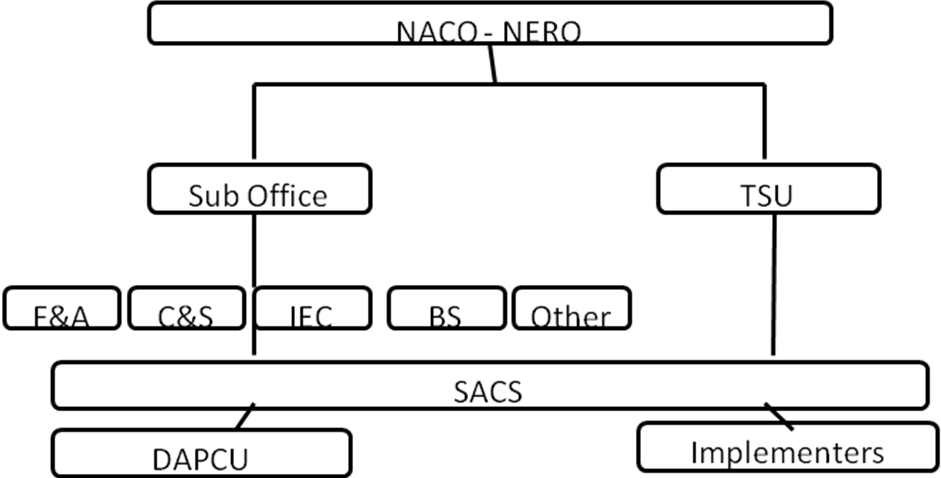 NACO - NERO
Sub Office
TSU
F&A
C&S
IEC
BS
Other
SACS
DAPCU
Implementers